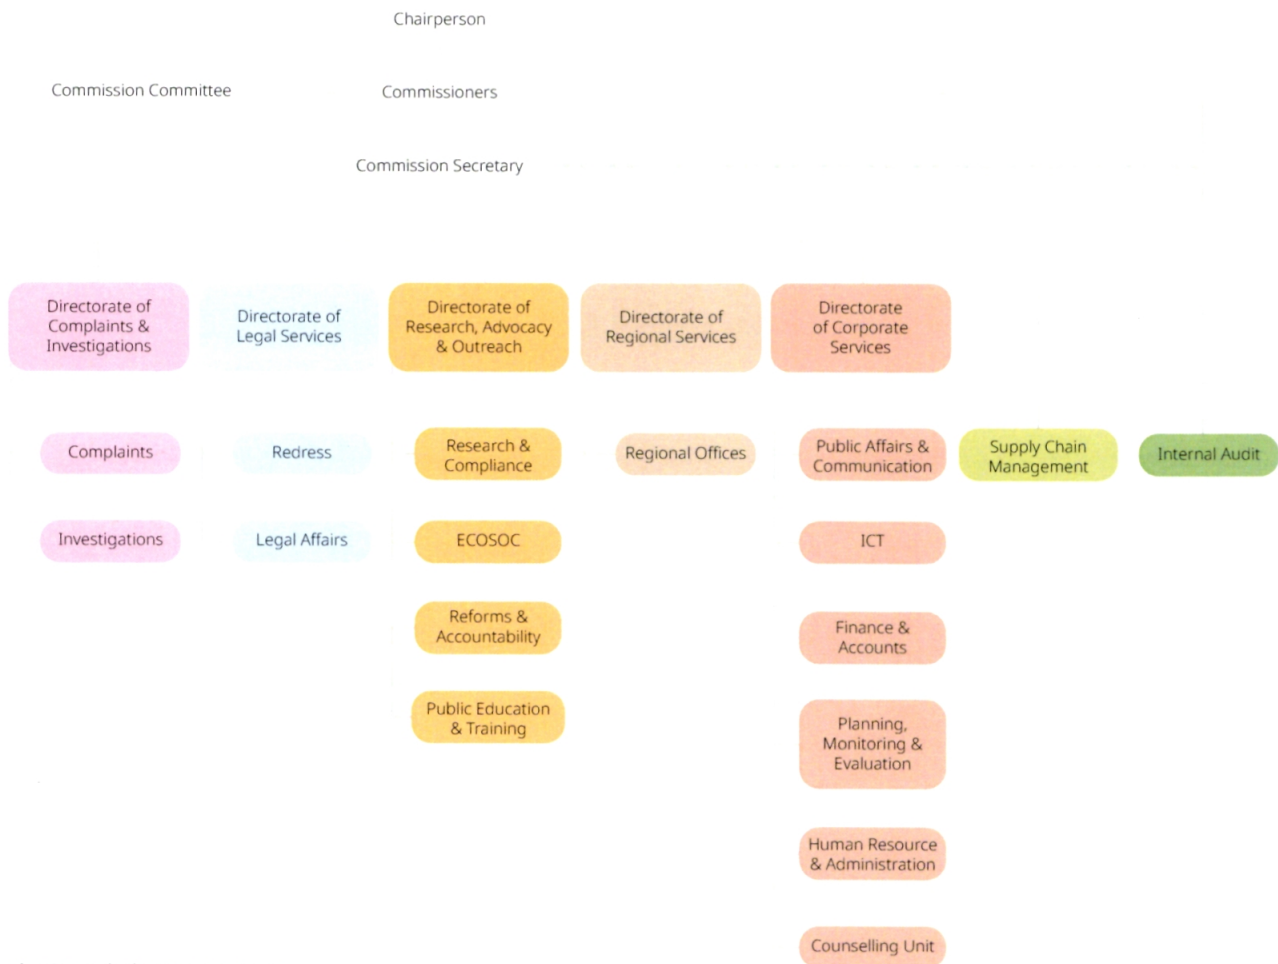 Chairperson
Commission Committee
Commissioners
Commission Secretary
Directorate of
Complaints &
Investigations
Directorate of
Legal Services
Directorate of
Research, Advocacy
& Outreach
Directorate of
Regional Services
Directorate
of Corporate
Services
Complaints
Redress
Research &
Compliance
Regional Offices
Public Affairs &
Communication
Supply Chain
Management
Internal Audit
Investigations
Legal Affairs
ECOSOC
ICT
Reforms &
Accountability
Finance &
Accounts
Public Education
& Training
Planning,
Monitoring &
Evaluation
Human Resource
& Administration
Counselling Unit